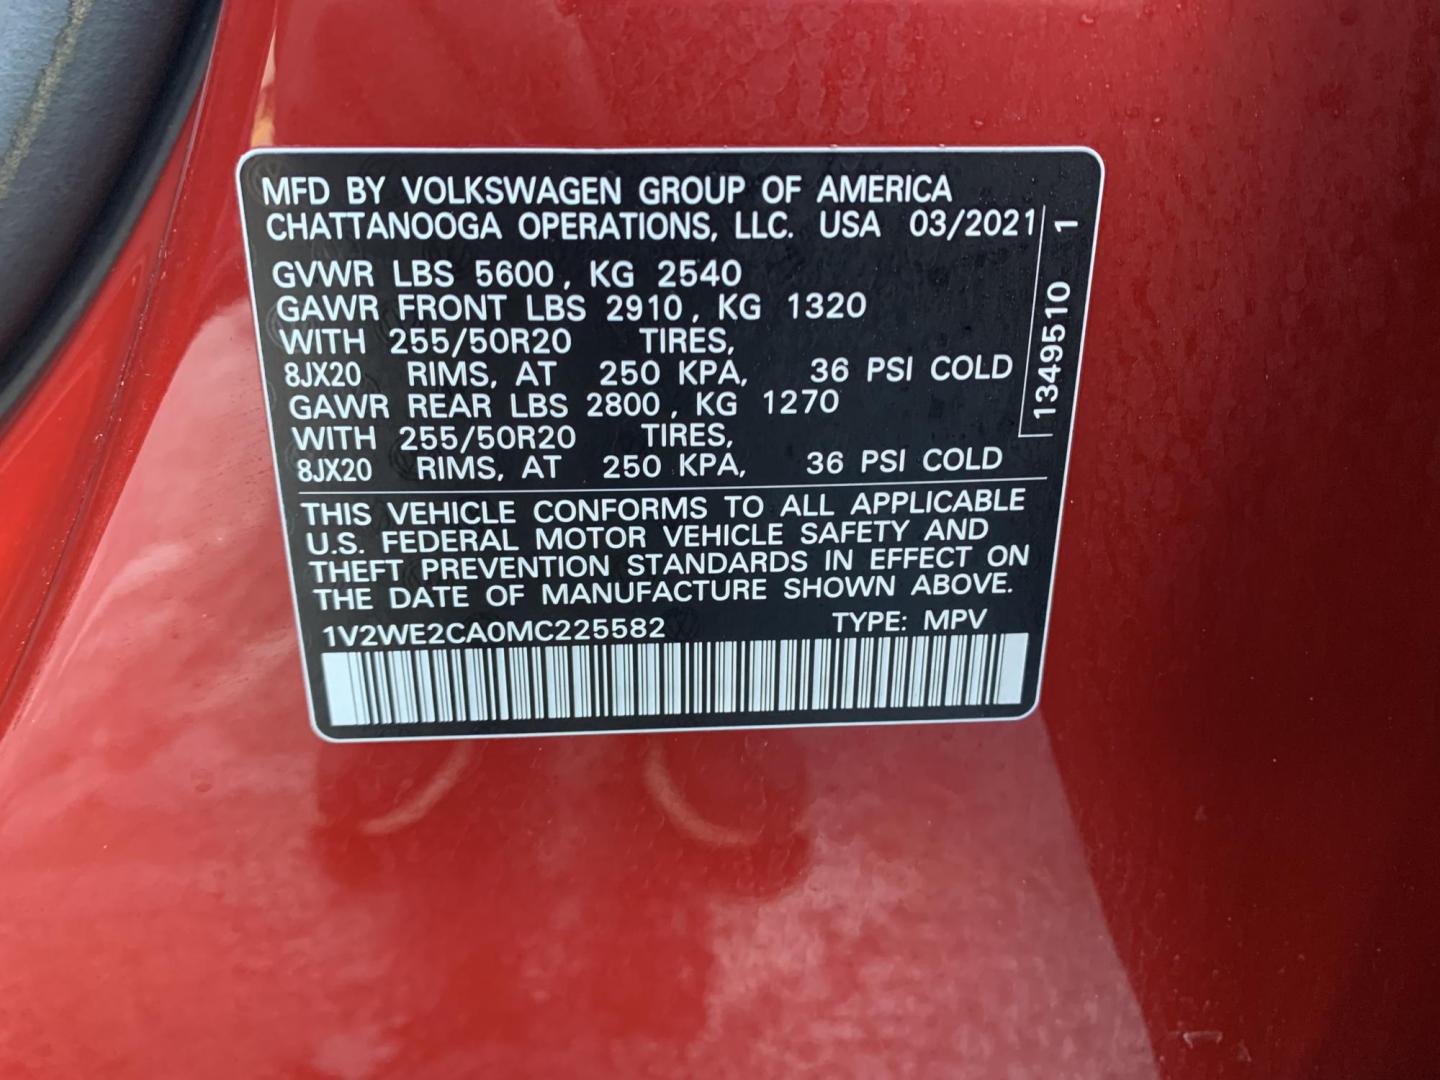 MFD BY VOLKSWAGEN GROUP OF AMERICA
CHATTANOOGA OPERATIONS, LLC. USA 03/2021
GVWR LBS 5600, KG 2540
GAWR FRONT LBS 2910, KG 1320
WITH 255/50R20 TIRES,
8JX20 RIMS, AT 250 KPA, 36 PSI COLD
GAWR REAR LBS 2800, KG 1270
WITH 255/50R20 TIRES,
8JX20 RIMS, AT 250 KPA, 36 PSI COLD
1349510 1
THIS VEHICLE CONFORMS TO ALL APPLICABLE
U.S. FEDERAL MOTOR VEHICLE SAFETY AND
THEFT PREVENTION STANDARDS IN EFFECT ON
THE DATE OF MANUFACTURE SHOWN ABOVE.
1V2WE2CA0MC225582 TYPE: MPV